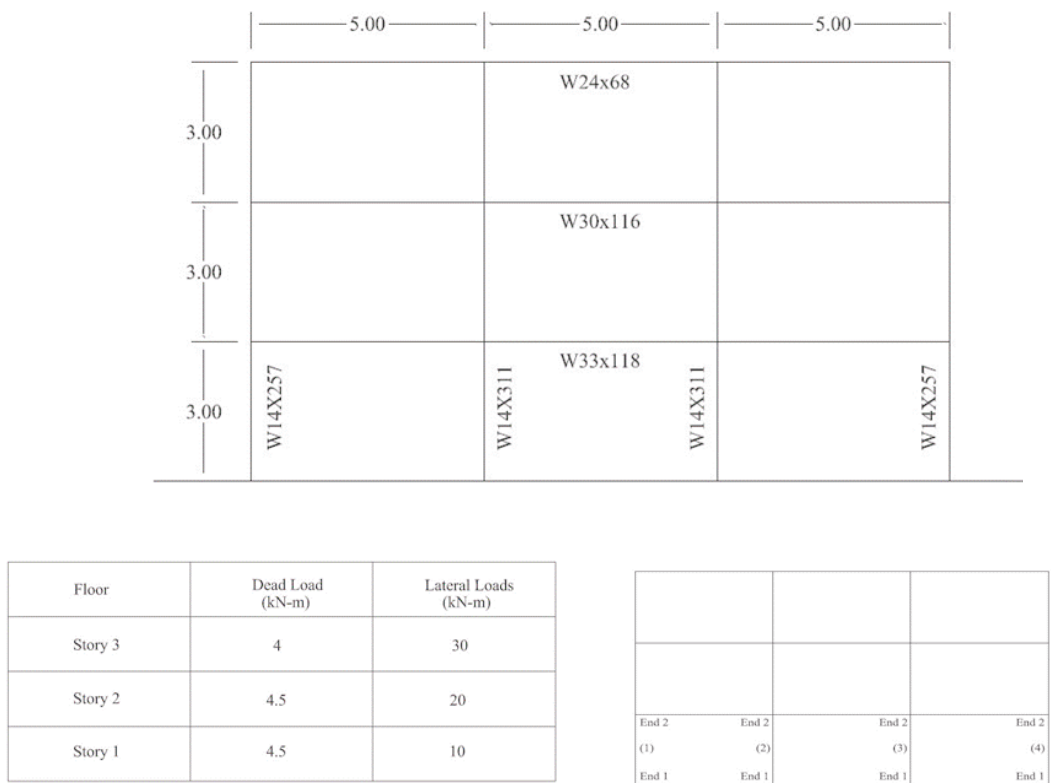 5.00 5.00 5.00
W24x68
3.00
W30x116
3.00
W33x118
3.00
W14X257
W14X311
W14X311
W14X257
Floor Dead Load (kN-m) Lateral Loads (kN-m)
Story 3 4 30
Story 2 4.5 20
Story 1 4.5 10
End 2 End 2 End 2 End 2
(1) (2) (3) (4)
End 1 End 1 End 1 End 1